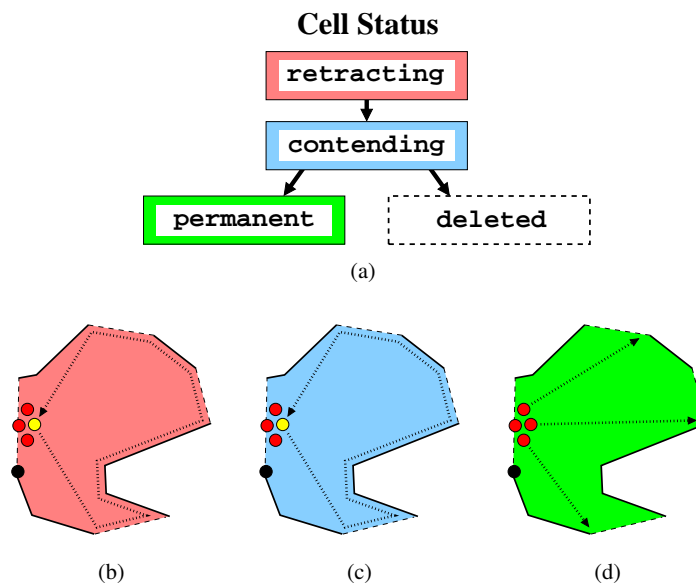 Cell Status
retracting
contending
permanent deleted
(a)
(b) (c) (d)